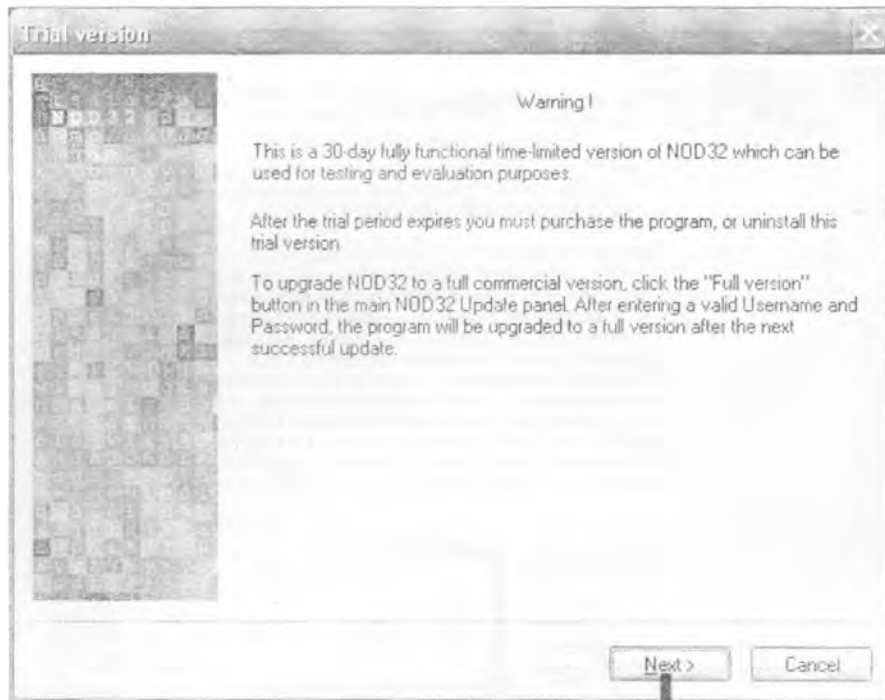 Trial version
NOD32
Warning !
This is a 30-day fully functional time-limited version of NOD32 which can be
used for testing and evaluation purposes.
After the trial period expires you must purchase the program, or uninstall this
trial version.
To upgrade NOD32 to a full commercial version, click the "Full version"
button in the main NOD32 Update panel. After entering a valid Username and
Password, the program will be upgraded to a full version after the next
successful update.
Next >
Cancel